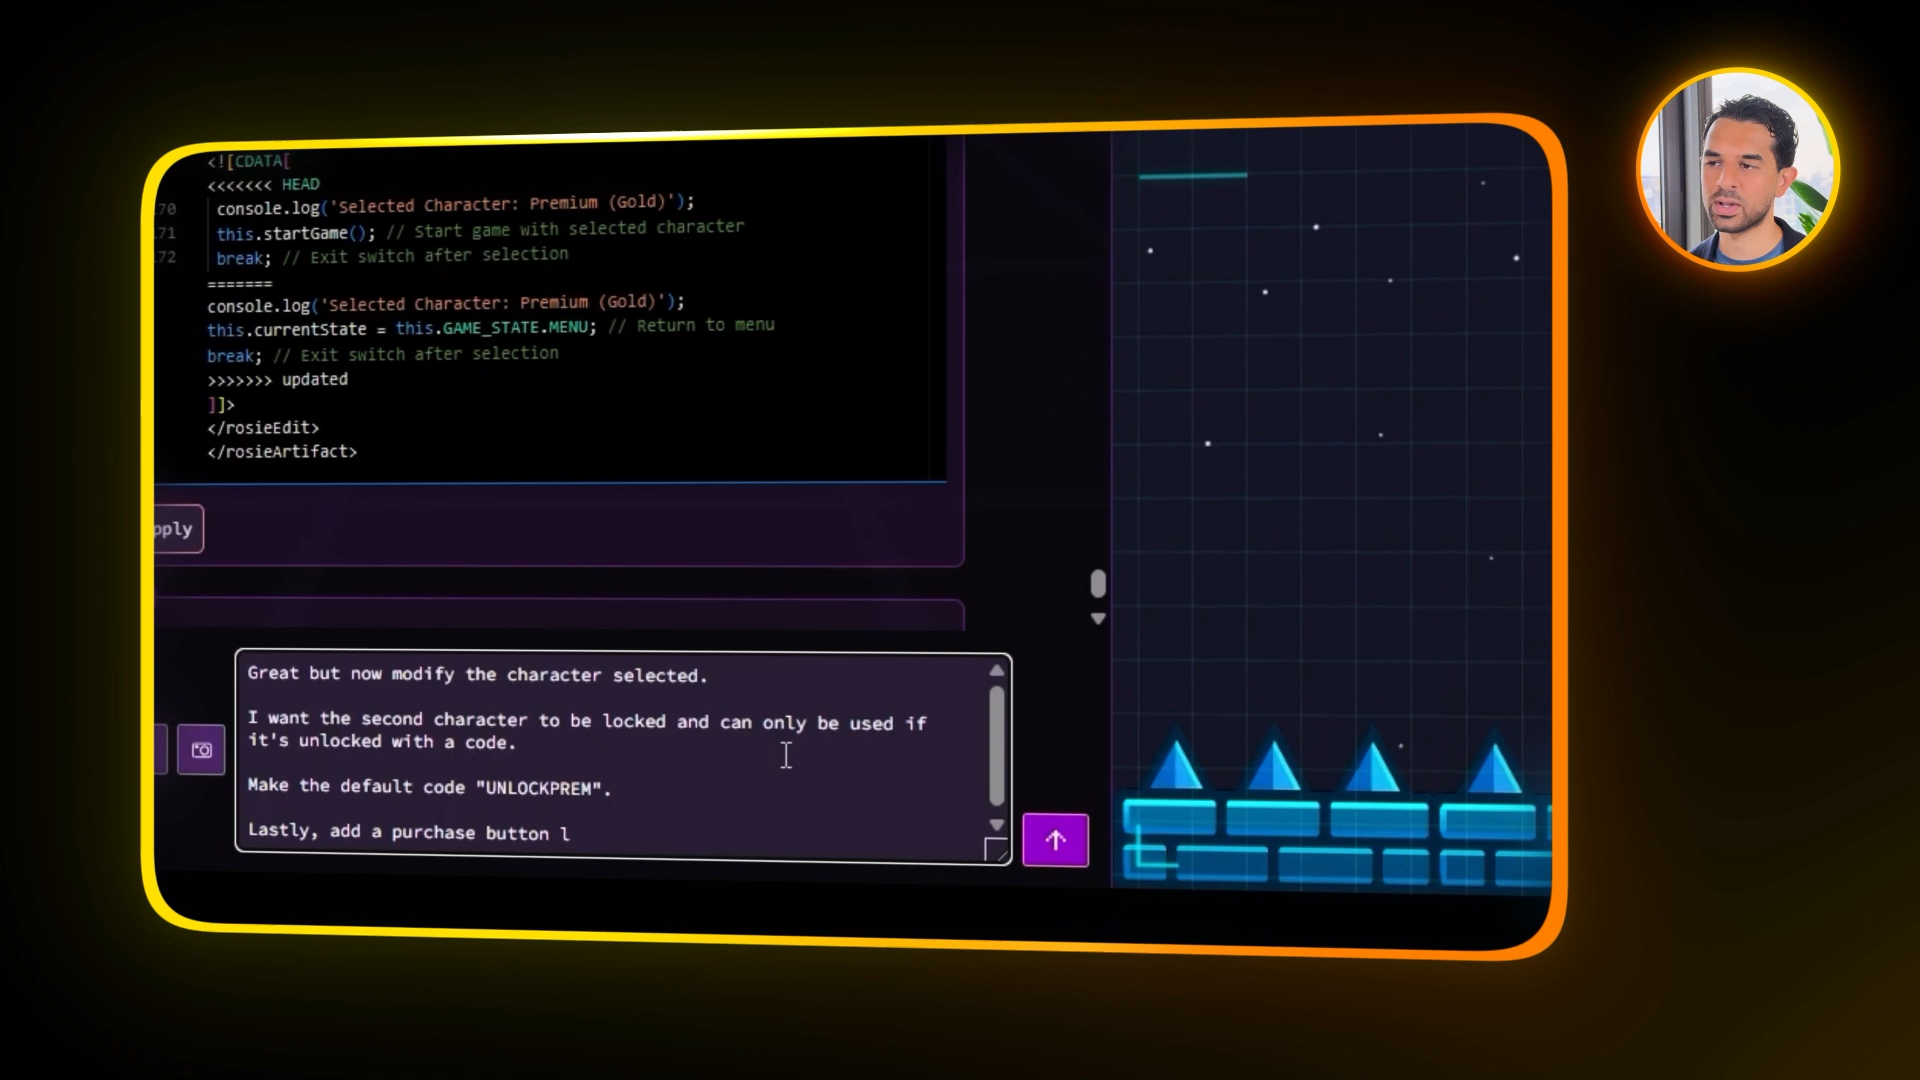 <![CDATA[
<<<<<<< HEAD
70 console.log('Selected Character: Premium (Gold)');
71 this.startGame(); // Start game with selected character
72 break; // Exit switch after selection
=======
console.log('Selected Character: Premium (Gold)');
this.currentState = this.GAME_STATE.MENU; // Return to menu
break; // Exit switch after selection
>>>>>>> updated
]]>
</rosieEdit>
</rosieArtifact>
pply
Great but now modify the character selected.
I want the second character to be locked and can only be used if
it's unlocked with a code.
Make the default code "UNLOCKPREM".
Lastly, add a purchase button l